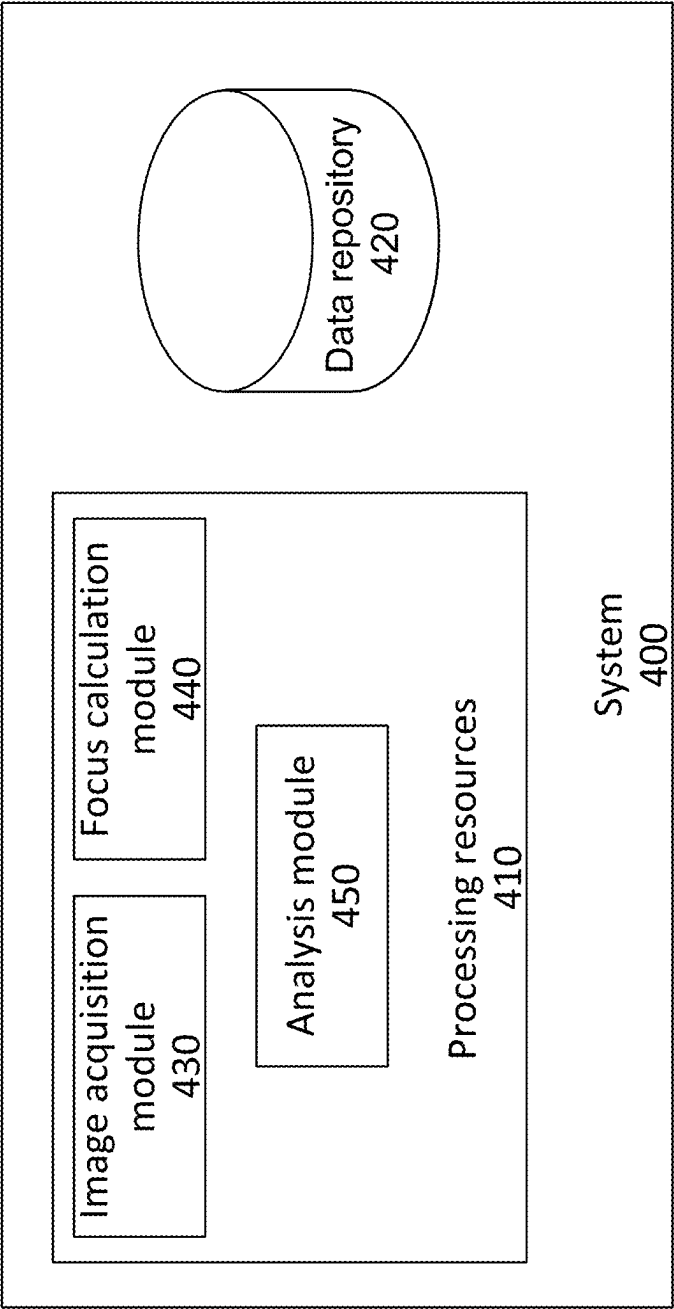 Image acquisition
module
430
Focus calculation
module
440
Analysis module
450
Processing resources
410
Data repository
420
System
400